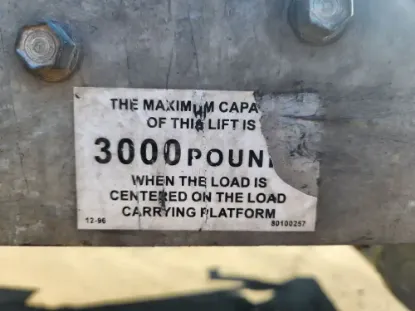 THE MAXIMUM CAPA
OF THIS LIFT IS
3000 POUN
WHEN THE LOAD IS
CENTERED ON THE LOAD
CARRYING PLATFORM
12-96 80100257